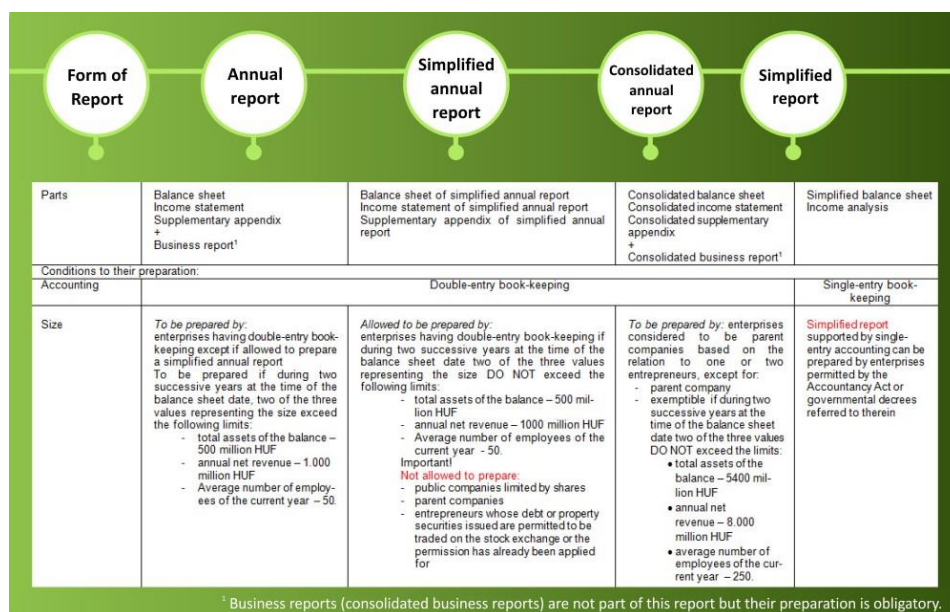 Form of
Report
Annual
report
Simplified
annual
report
Consolidated
annual
report
Simplified
report
Parts
Balance sheet
Income statement
Supplementary appendix
+
Business report¹
Balance sheet of simplified annual report
Income statement of simplified annual report
Supplementary appendix of simplified annual
report
Consolidated balance sheet
Consolidated income statement
Consolidated supplementary
appendix
+
Consolidated business report¹
Simplified balance sheet
Income analysis
Conditions to their preparation:
Accounting
Double-entry book-keeping
Single-entry book-
keeping
Size
To be prepared by:
enterprises having double-entry book-
keeping except if allowed to prepare
a simplified annual report
To be prepared if during two
successive years at the time of the
balance sheet date, two of the three
values representing the size exceed
the following limits:
- total assets of the balance –
500 million HUF
- annual net revenue – 1.000
million HUF
- Average number of employ-
ees of the current year – 50.
Allowed to be prepared by:
enterprises having double-entry book-keeping if
during two successive years at the time of the
balance sheet date two of the three values
representing the size DO NOT exceed the
following limits:
- total assets of the balance – 500 mil-
lion HUF
- annual net revenue – 1000 million HUF
- Average number of employees of the
current year - 50.
Important!
Not allowed to prepare:
- public companies limited by shares
- parent companies
- entrepreneurs whose debt or property
securities issued are permitted to be
traded on the stock exchange or the
permission has already been applied
for
To be prepared by: enterprises
considered to be parent
companies based on the
relation to one or two
entrepreneurs, except for:
- parent company
- exemptible if during two
successive years at the
time of the balance sheet
date two of the three values
DO NOT exceed the limits:
• total assets of the
balance – 5400 mil-
lion HUF
• annual net
revenue – 8.000
million HUF
• average number of
employees of the cur-
rent year – 250.
Simplified report
supported by single-
entry accounting can be
prepared by enterprises
permitted by the
Accountancy Act or
governmental decrees
referred to therein
¹ Business reports (consolidated business reports) are not part of this report but their preparation is obligatory.